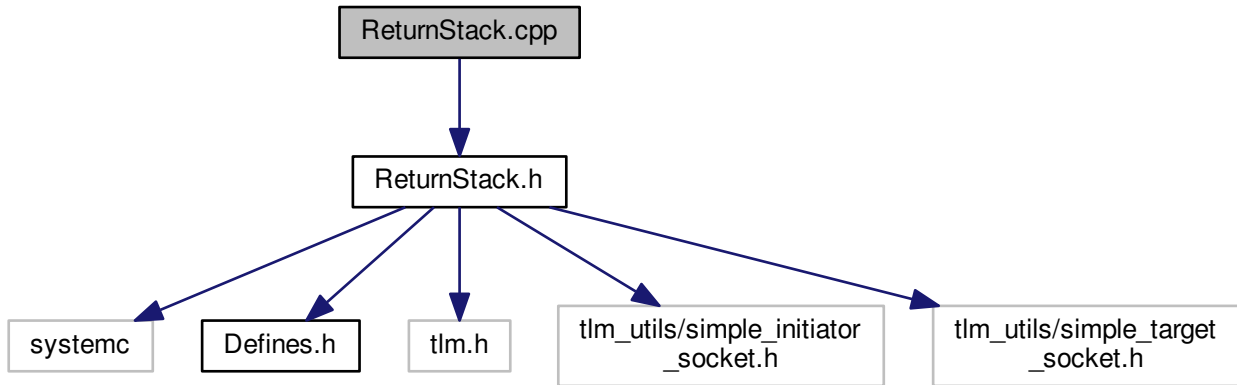 ReturnStack.cpp
ReturnStack.h
systemc
Defines.h
tlm.h
tlm_utils/simple_initiator
_socket.h
tlm_utils/simple_target
_socket.h